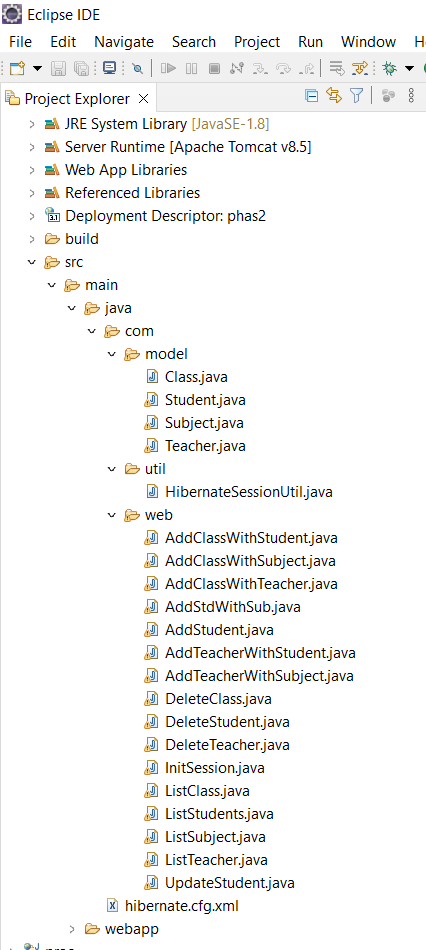 Eclipse IDE
File Edit Navigate Search Project Run Window
Project Explorer
JRE System Library [JavaSE-1.8]
Server Runtime [Apache Tomcat v8.5]
Web App Libraries
Referenced Libraries
Deployment Descriptor: phas2
build
src
main
java
com
model
Class.java
Student.java
Subject.java
Teacher.java
util
HibernateSessionUtil.java
web
AddClassWithStudent.java
AddClassWithSubject.java
AddClassWithTeacher.java
AddStdWithSub.java
AddStudent.java
AddTeacherWithStudent.java
AddTeacherWithSubject.java
DeleteClass.java
DeleteStudent.java
DeleteTeacher.java
InitSession.java
ListClass.java
ListStudents.java
ListSubject.java
ListTeacher.java
UpdateStudent.java
hibernate.cfg.xml
webapp